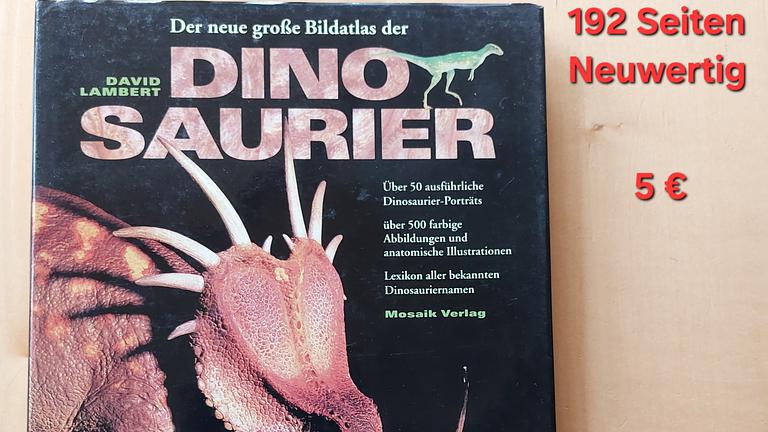 Der neue große Bildatlas der
DAVID
LAMBERT
DINO
SAURIER
Über 50 ausführliche
Dinosaurier-Porträts
über 500 farbige
Abbildungen und
anatomische Illustrationen
Lexikon aller bekannten
Dinosauriernamen
Mosaik Verlag
192 Seiten
Neuwertig
5 €